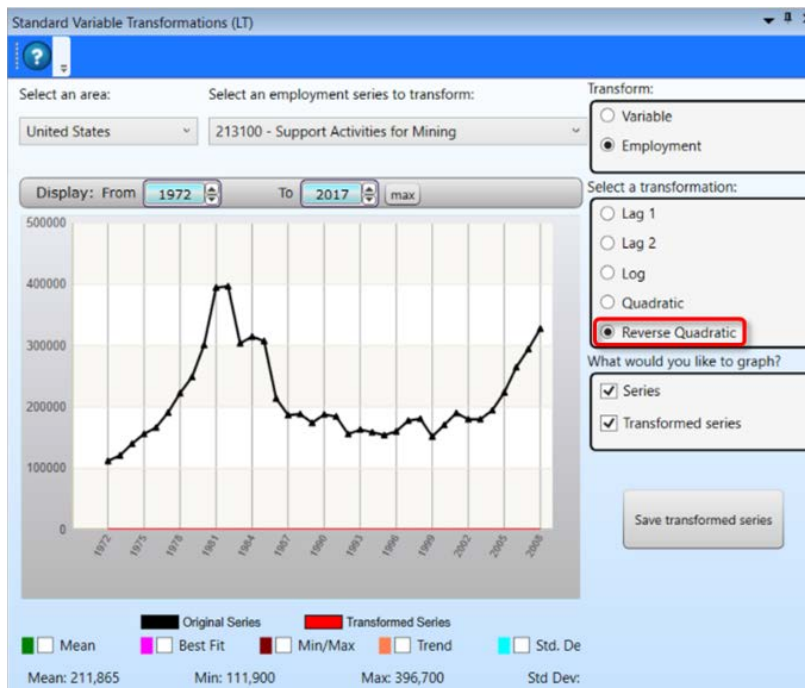 Standard Variable Transformations (LT)
?
Select an area:
Select an employment series to transform:
United States
213100 - Support Activities for Mining
Display: From 1972 To 2017 max
500000
400000
300000
200000
100000
0
1972 1975 1978 1981 1984 1987 1990 1993 1996 1999 2002 2005 2008
Original Series Transformed Series
Mean Best Fit Min/Max Trend Std. De
Mean: 211,865 Min: 111,900 Max: 396,700 Std Dev:
Transform:
Variable
Employment
Select a transformation:
Lag 1
Lag 2
Log
Quadratic
Reverse Quadratic
What would you like to graph?
Series
Transformed series
Save transformed series